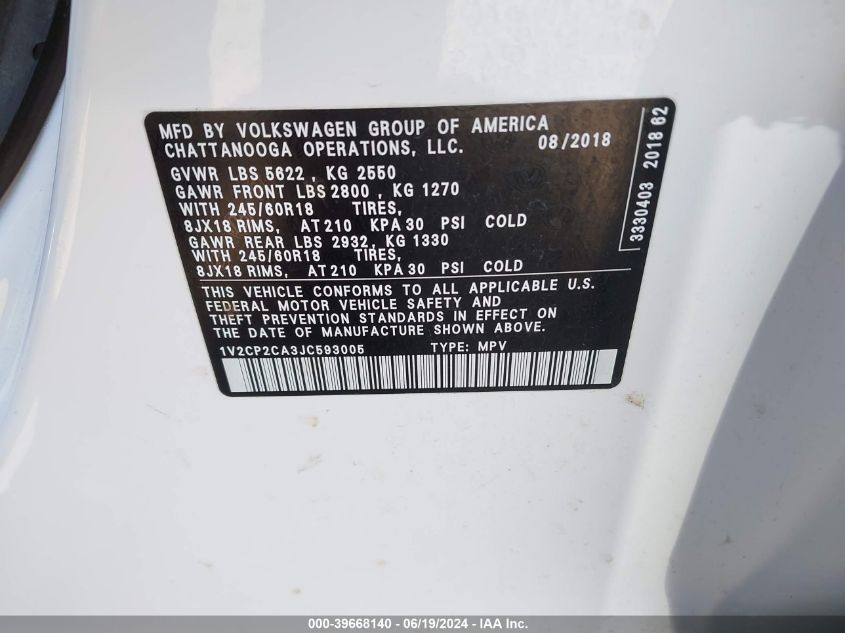 MFD BY VOLKSWAGEN GROUP OF AMERICA
CHATTANOOGA OPERATIONS, LLC. 08/2018
GVWR LBS 5622 , KG 2550
GAWR FRONT LBS 2800 , KG 1270
WITH 245/60R18 TIRES,
8JX18 RIMS, AT 210 KPA 30 PSI COLD
GAWR REAR LBS 2932, KG 1330
WITH 245/60R18 TIRES,
8JX18 RIMS, AT 210 KPA 30 PSI COLD
THIS VEHICLE CONFORMS TO ALL APPLICABLE U.S.
FEDERAL MOTOR VEHICLE SAFETY AND
THEFT PREVENTION STANDARDS IN EFFECT ON
THE DATE OF MANUFACTURE SHOWN ABOVE.
1V2CP2CA3JC593005 TYPE: MPV
3330403 2018 62
000-39668140 - 06/19/2024 - IAA Inc.